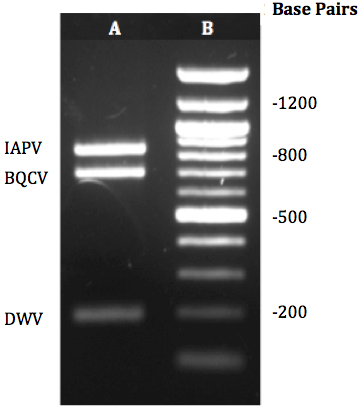 Base Pairs
A B
-1200
IAPV
-800
BQCV
-500
-200
DWV